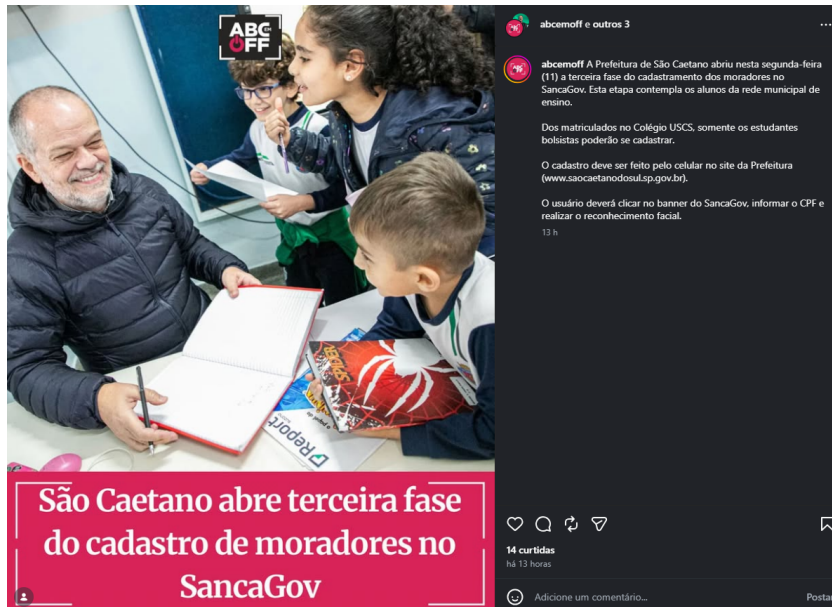 ABC EM
OFF
SPIDER
Report
São Caetano abre terceira fase
do cadastro de moradores no
SancaGov
abcemoff e outros 3
abcemoff A Prefeitura de São Caetano abriu nesta segunda-feira
(11) a terceira fase do cadastramento dos moradores no
SancaGov. Esta etapa contempla os alunos da rede municipal de
ensino.
Dos matriculados no Colégio USCS, somente os estudantes
bolsistas poderão se cadastrar.
O cadastro deve ser feito pelo celular no site da Prefeitura
(www.saocaetanodosul.sp.gov.br).
O usuário deverá clicar no banner do SancaGov, informar o CPF e
realizar o reconhecimento facial.
13 h
14 curtidas
há 13 horas
Adicione um comentário...
Postar